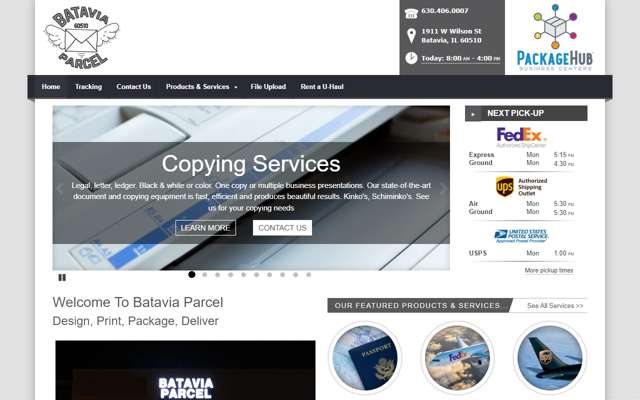 BATAVIA
60510
PARCEL
630.406.0007
1911 W Wilson St
Batavia, IL 60510
Today: 8:00 AM - 4:00 PM
PACKAGEHUB
BUSINESS CENTERS
Home Tracking Contact Us Products & Services File Upload Rent a U-Haul
Copying Services
Legal, letter, ledger. Black & white or color. One copy or multiple business presentations. Our state-of-the-art
document and copying equipment is fast, efficient and produces beautiful results. Kinko's, Schminko's. See
us for your copying needs
LEARN MORE CONTACT US
NEXT PICK-UP
FedEx
Authorized ShipCenter
Express Mon 5:15 PM
Ground Mon 4:30 PM
ups Authorized
Shipping
Outlet
Air Mon 5:30 PM
Ground Mon 5:30 PM
UNITED STATES
POSTAL SERVICE
Approved Postal Provider
USPS Mon 1:00 PM
More pickup times
Welcome To Batavia Parcel
Design, Print, Package, Deliver
BATAVIA
PARCEL
OUR FEATURED PRODUCTS & SERVICES... See All Services >>
PASSPORT
FedEx
ups